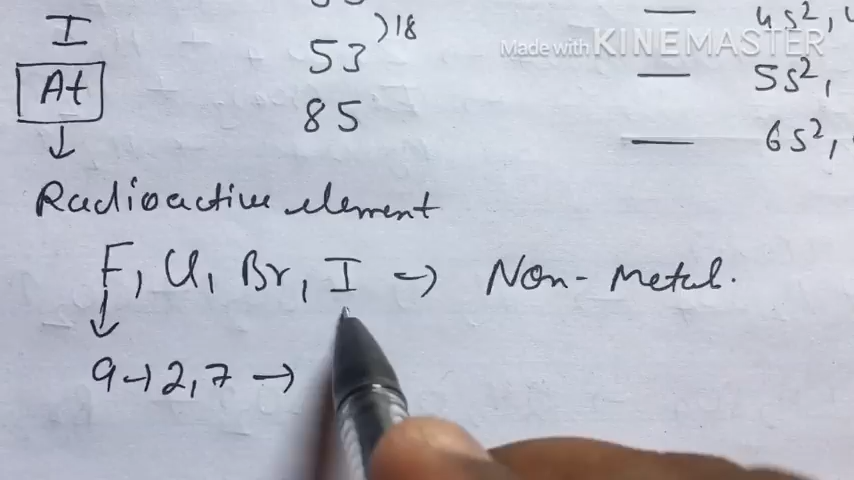 I 53 )18 — 4s²,
Made with KINEMASTER
At 85 — 5s²,
— 6s²,
↓
Radioactive element
F, Cl, Br, I → Non-Metal.
↓
9→2,7 →